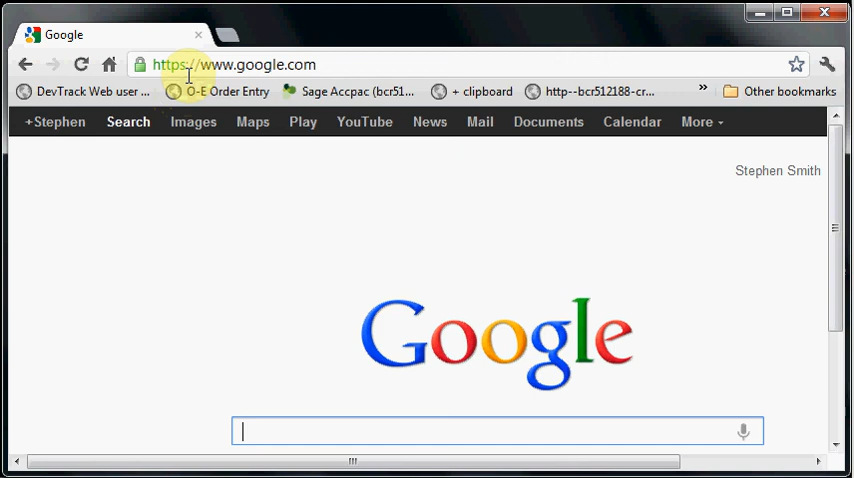 Google
https://www.google.com
DevTrack Web user ... O-E Order Entry Sage Accpac (bcr51... + clipboard http--bcr512188-cr... » Other bookmarks
+Stephen Search Images Maps Play YouTube News Mail Documents Calendar More
Stephen Smith
Google